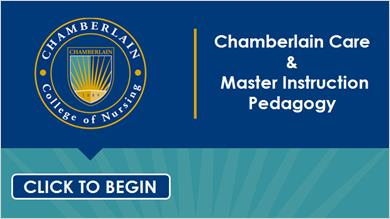 CHAMBERLAIN
CHAMBERLAIN
College of Nursing
Chamberlain Care
&
Master Instruction
Pedagogy
CLICK TO BEGIN